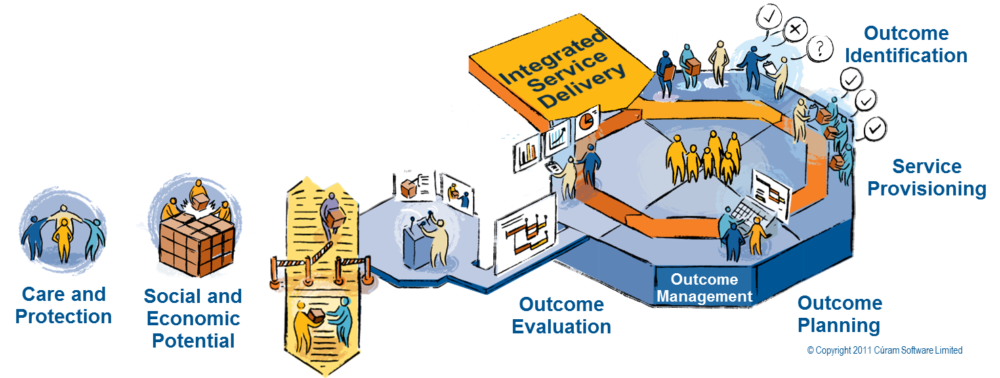 Integrated
Service
Delivery
Outcome
Identification
Service
Provisioning
Care and
Protection
Social and
Economic
Potential
Outcome
Evaluation
Outcome
Management
Outcome
Planning
?
© Copyright 2011 Cúram Software Limited